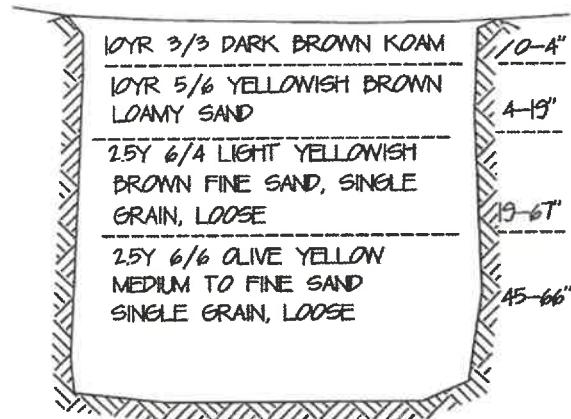 10YR 3/3 DARK BROWN KOAM
0-4"
10YR 5/6 YELLOWISH BROWN
LOAMY SAND
4-19"
2.5Y 6/4 LIGHT YELLOWISH
BROWN FINE SAND, SINGLE
GRAIN, LOOSE
19-67"
2.5Y 6/6 OLIVE YELLOW
MEDIUM TO FINE SAND
SINGLE GRAIN, LOOSE
45-66"